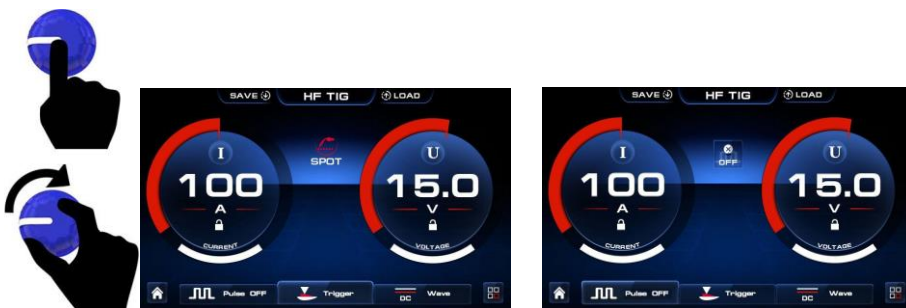 SAVE HF TIG LOAD
I SPOT U
100 15.0
A V
CURRENT VOLTAGE
Pulse OFF Trigger DC Wave
SAVE HF TIG LOAD
I OFF U
100 15.0
A V
CURRENT VOLTAGE
Pulse OFF Trigger DC Wave